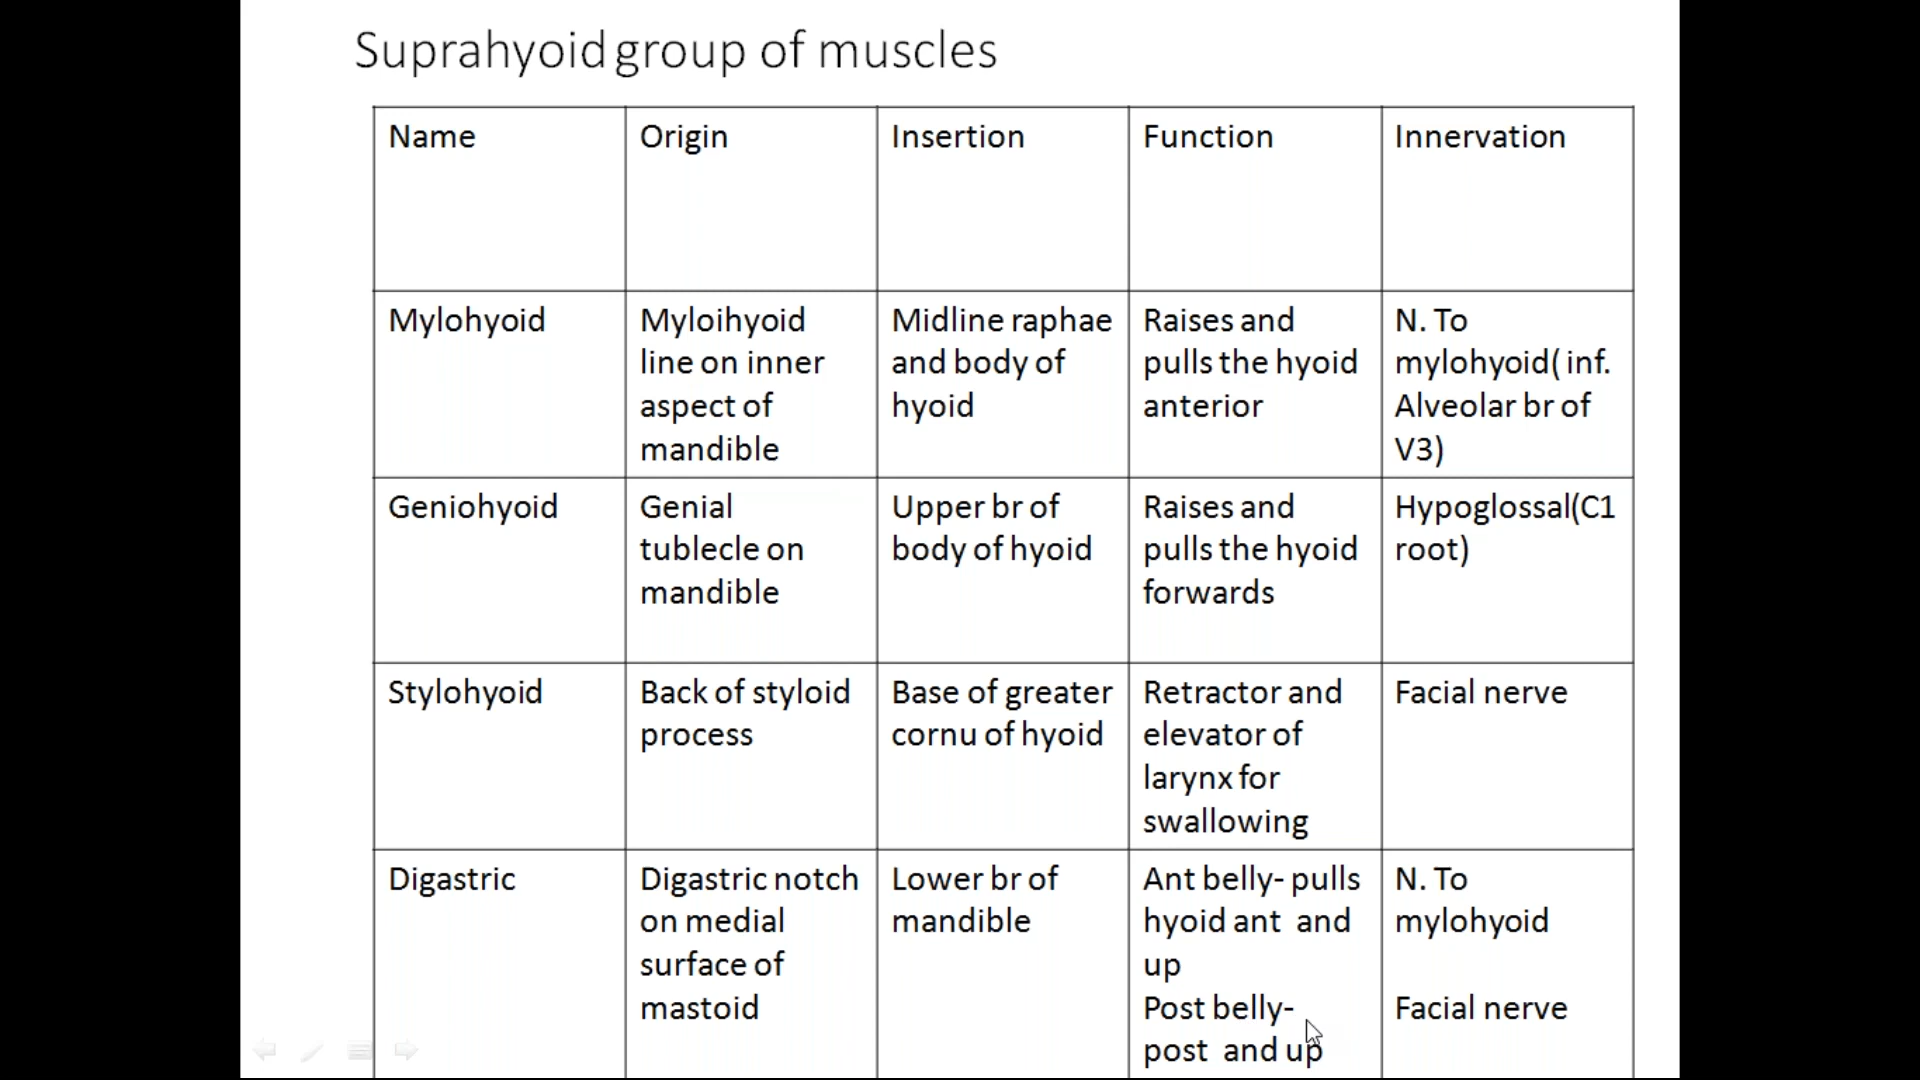 Suprahyoid group of muscles
Name Origin Insertion Function Innervation
Mylohyoid
Myloihyoid
line on inner
aspect of
mandible
Midline raphae
and body of
hyoid
Raises and
pulls the hyoid
anterior
N. To
mylohyoid( inf.
Alveolar br of
V3)
Geniohyoid
Genial
tublecle on
mandible
Upper br of
body of hyoid
Raises and
pulls the hyoid
forwards
Hypoglossal(C1
root)
Stylohyoid
Back of styloid
process
Base of greater
cornu of hyoid
Retractor and
elevator of
larynx for
swallowing
Facial nerve
Digastric
Digastric notch
on medial
surface of
mastoid
Lower br of
mandible
Ant belly- pulls
hyoid ant and
up
Post belly-
post and up
N. To
mylohyoid
Facial nerve